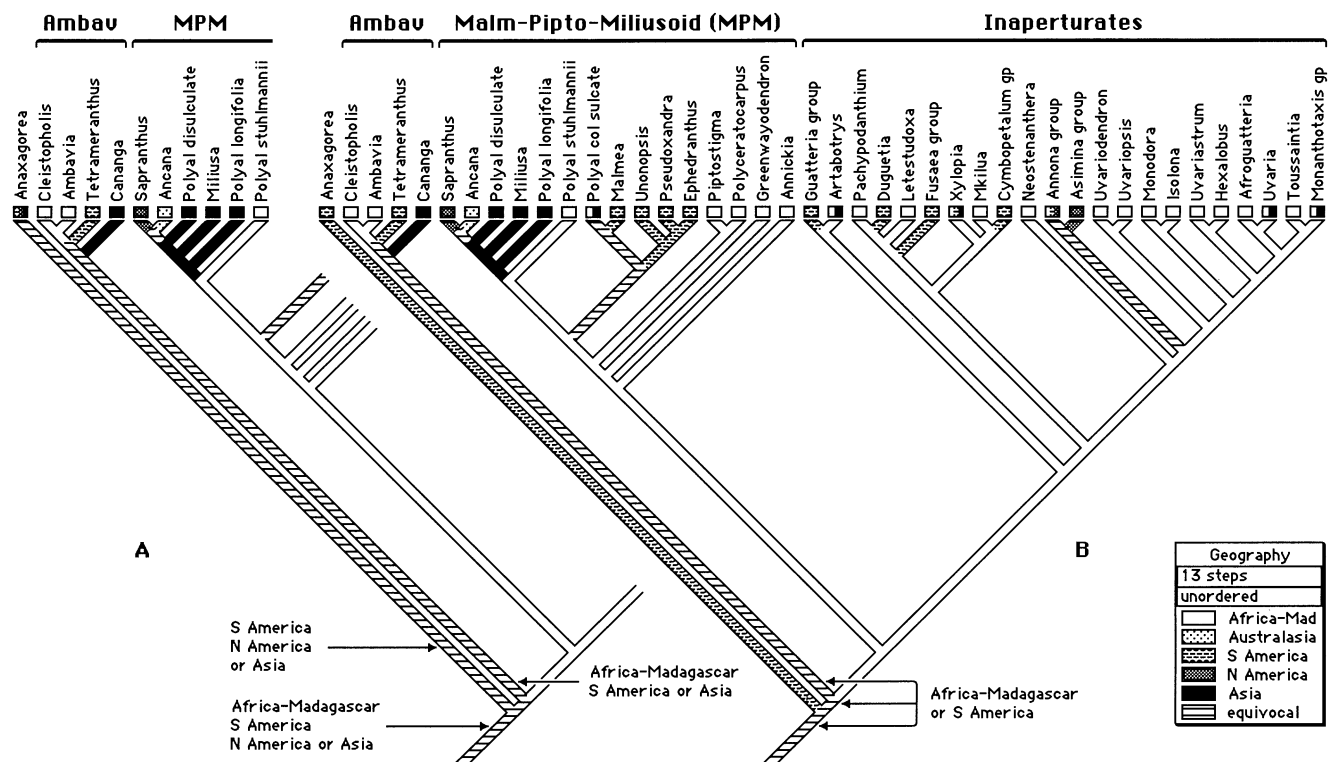 Ambav
MPM
Ambav
Malm-Pipto-Miliusoid (MPM)
Inaperturates
Anaxagorea
Cleistopholis
Ambavia
Tetrameranthus
Cananga
Sapranthus
Ancana
Polyal disulculate
Miliusa
Polyal longifolia
Polyal stuhlmannii
Anaxagorea
Cleistopholis
Ambavia
Tetrameranthus
Cananga
Sapranthus
Ancana
Polyal disulculate
Miliusa
Polyal longifolia
Polyal stuhlmannii
Polyal col sulcate
Malmea
Unonopsis
Pseudoxandra
Ephedranthus
Piptostigma
Polyceratocarpus
Greenwayodendron
Annickia
Guatteria group
Artabotrys
Pachypodanthium
Duguetia
Letestudoxa
Fusaea group
Xylopia
Mkilua
Cymbopetalum gp
Neostenanthera
Annona group
Asimina group
Uvariodendron
Uvariopsis
Monodora
Isolona
Uvariastrum
Hexalobus
Afroguatteria
Uvaria
Toussaintia
Monanthotaxis gp
A
B
S America
N America
or Asia
Africa-Madagascar
S America
N America or Asia
Africa-Madagascar
S America or Asia
Africa-Madagascar
or S America
Geography
13 steps
unordered
Africa-Mad
Australasia
S America
N America
Asia
equivocal